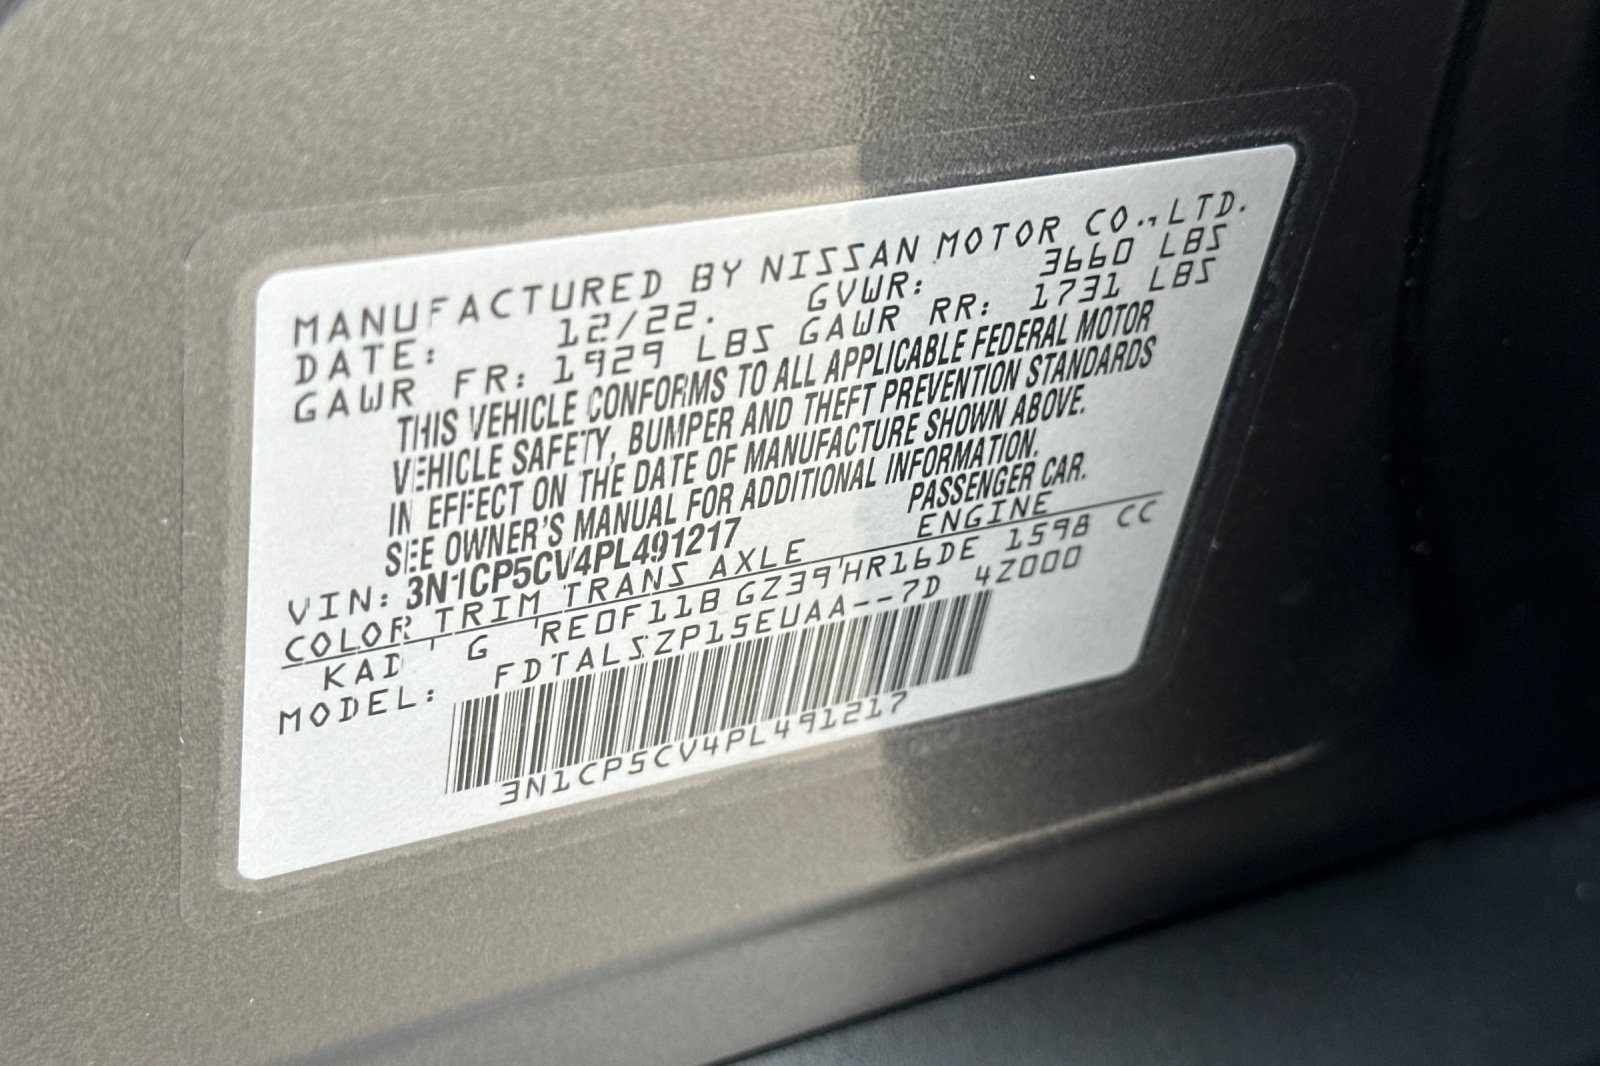 MANUFACTURED BY NISSAN MOTOR CO., LTD.
DATE: 12/22. GVWR: 3660 LBS
GAWR FR: 1929 LBS GAWR RR: 1731 LBS
THIS VEHICLE CONFORMS TO ALL APPLICABLE FEDERAL MOTOR
VEHICLE SAFETY, BUMPER AND THEFT PREVENTION STANDARDS
IN EFFECT ON THE DATE OF MANUFACTURE SHOWN ABOVE.
SEE OWNER'S MANUAL FOR ADDITIONAL INFORMATION.
VIN: 3N1CP5CV4PL491217 PASSENGER CAR.
COLOR TRIM TRANS AXLE ENGINE
KAD G RE0F11B GZ39 HR16DE 1598 CC
MODEL: FDTALSZP15EUAA--7D 4Z000
3N1CP5CV4PL491217